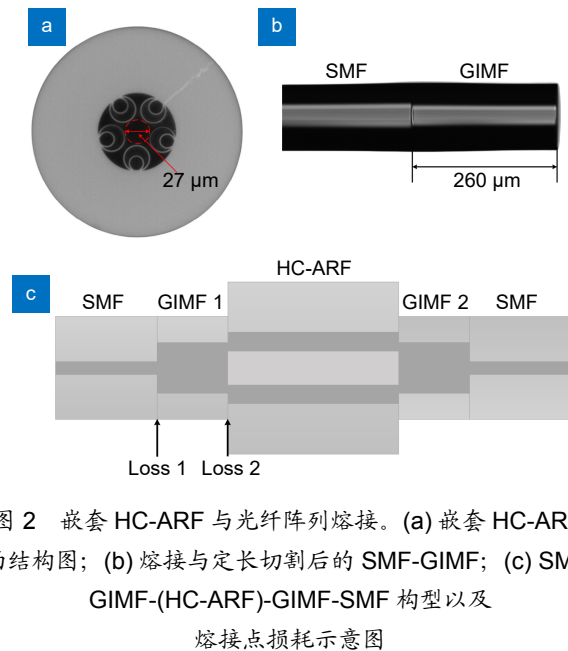 a
b
SMF GIMF
27 μm
260 μm
HC-ARF
c
SMF GIMF 1 GIMF 2 SMF
Loss 1 Loss 2
图 2 嵌套 HC-ARF 与光纤阵列熔接。(a) 嵌套 HC-AR
的结构图；(b) 熔接与定长切割后的 SMF-GIMF；(c) SM
GIMF-(HC-ARF)-GIMF-SMF 构型以及
熔接点损耗示意图